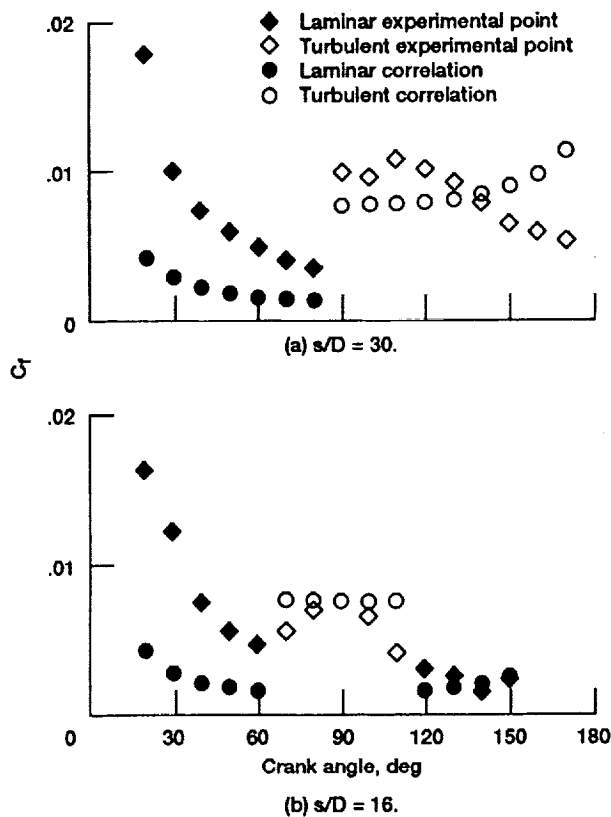 .02
Laminar experimental point
Turbulent experimental point
Laminar correlation
Turbulent correlation
.01
0
(a) s/D = 30.
Cf
.02
.01
0 30 60 90 120 150 180
Crank angle, deg
(b) s/D = 16.